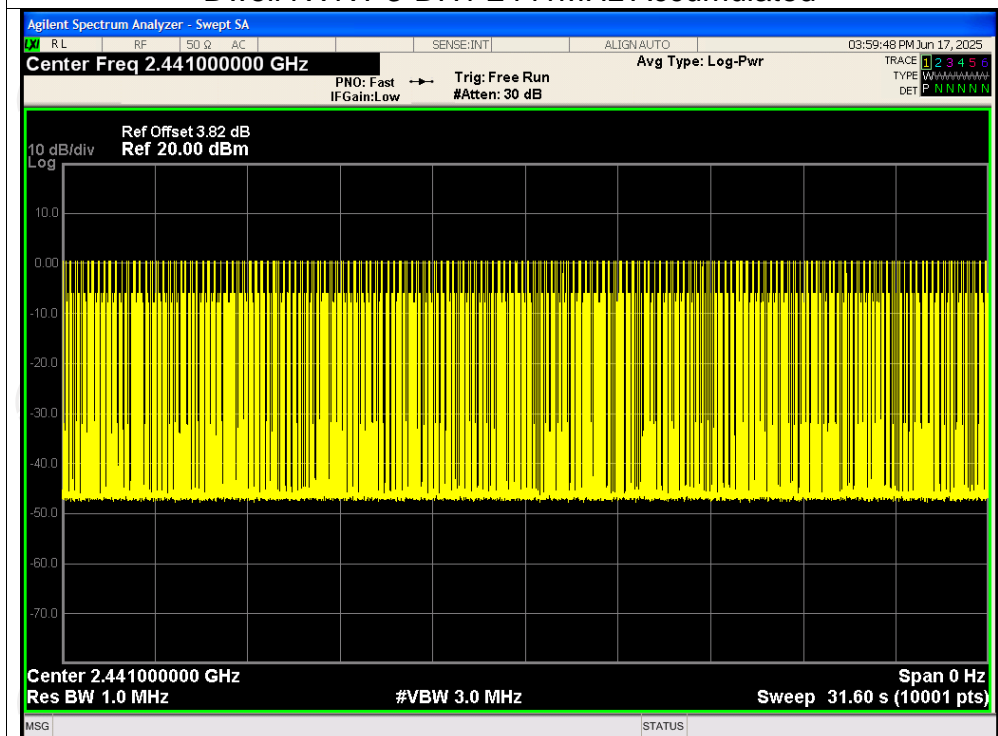 Agilent Spectrum Analyzer - Swept SA
LXI RL RF 50 Ω AC SENSE:INT ALIGN AUTO 03:59:48 PM Jun 17, 2025
Center Freq 2.441000000 GHz
Avg Type: Log-Pwr
TRACE 1 2 3 4 5 6
PNO: Fast
Trig: Free Run
TYPE W
IFGain:Low
#Atten: 30 dB
DET P N N N N N
Ref Offset 3.82 dB
10 dB/div Ref 20.00 dBm
Log
10.0
0.00
-10.0
-20.0
-30.0
-40.0
-50.0
-60.0
-70.0
Center 2.441000000 GHz
Span 0 Hz
Res BW 1.0 MHz
#VBW 3.0 MHz
Sweep 31.60 s (10001 pts)
MSG
STATUS